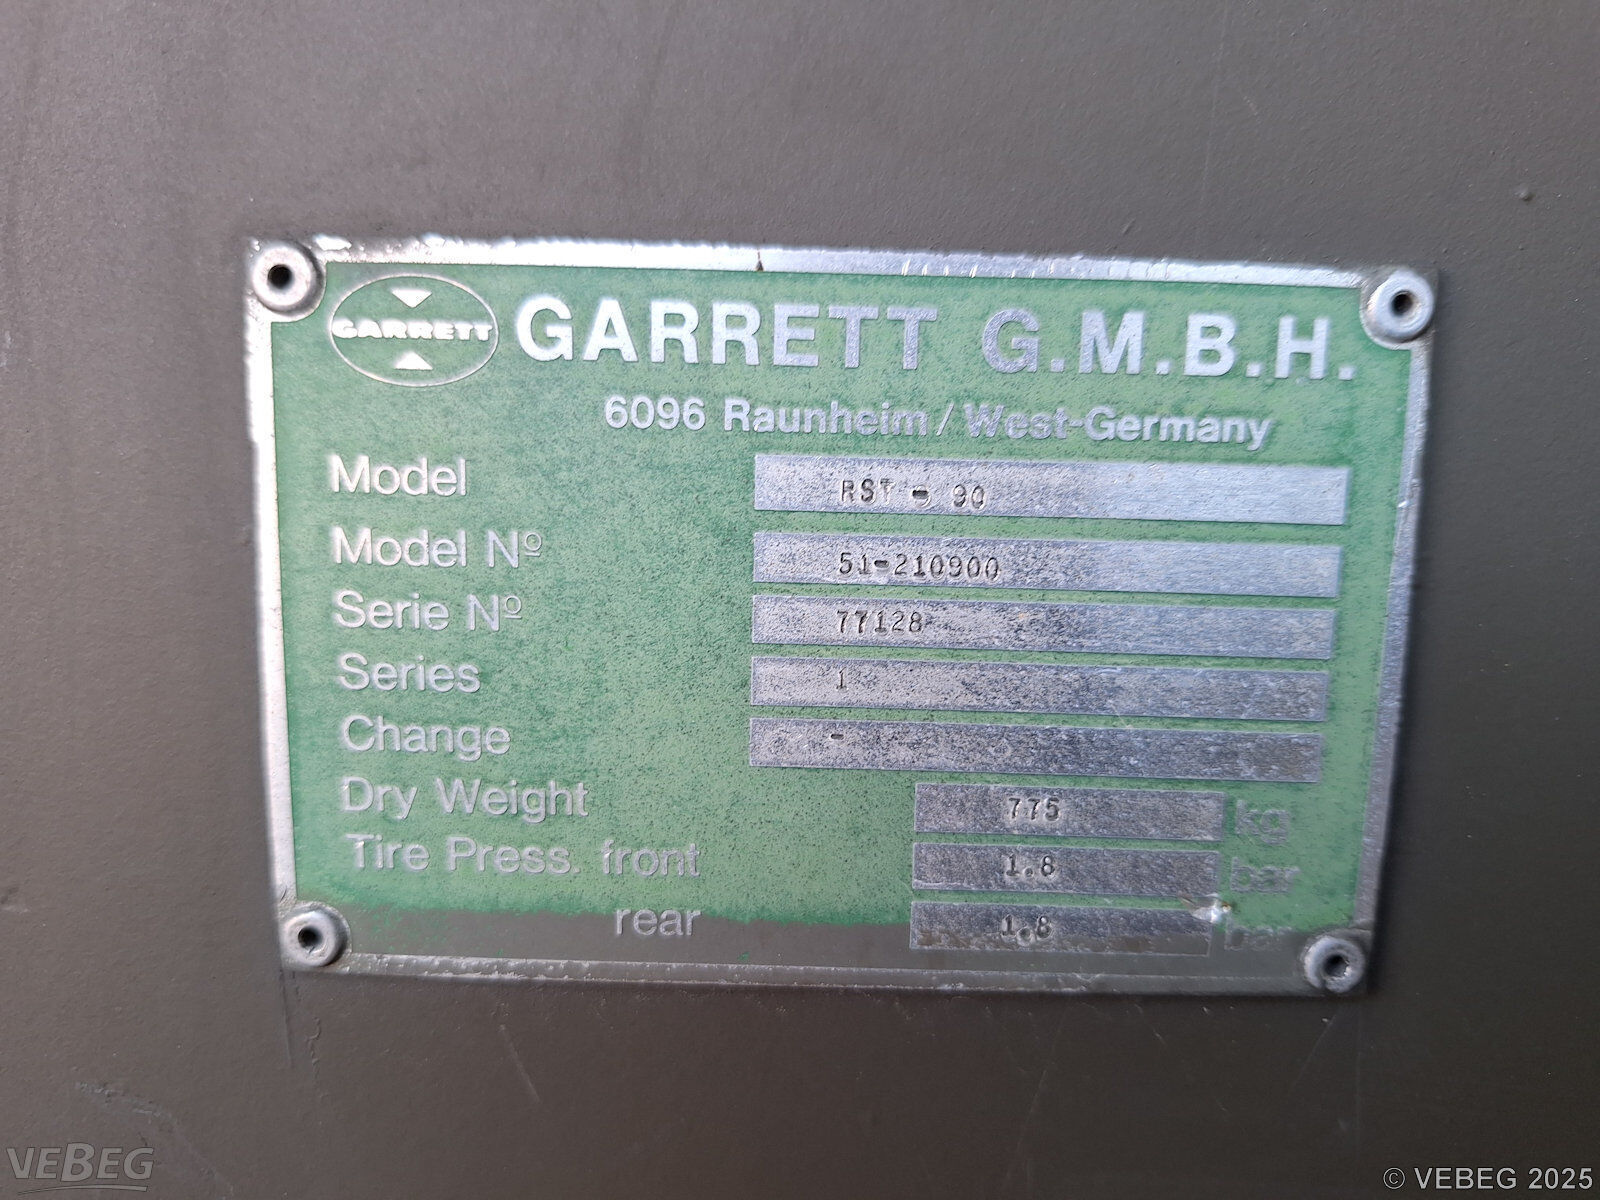 GARRETT
GARRETT G.M.B.H.
6096 Raunheim / West-Germany
Model RST - 90
Model Nº 51-210900
Serie Nº 77128
Series 1
Change -
Dry Weight 775 kg
Tire Press. front 1.8 bar
rear 1.8 bar
VEBEG
© VEBEG 2025